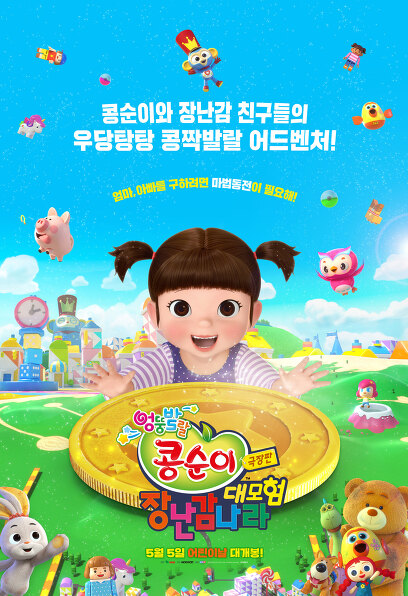 콩순이와 장난감 친구들의
우당탕탕 콩짝발랄 어드벤처!
엄마, 아빠를 구하려면 마법동전이 필요해!
엉뚱발랄
콩순이
극장판
장난감나라
대모험
5월 5일 어린이날 대개봉!